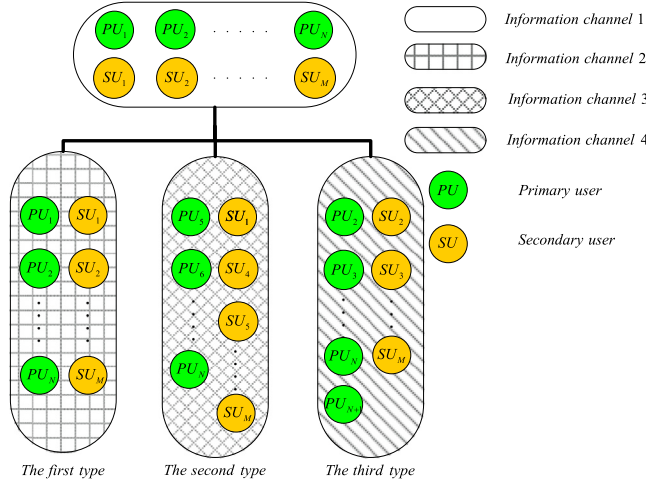 PU₁ PU₂ · · · · · PU_N
SU₁ SU₂ · · · · · SU_M
Information channel 1
Information channel 2
Information channel 3
Information channel 4
PU Primary user
SU Secondary user
PU₁ SU₁
PU₂ SU₂
PU_N SU_M
The first type
PU₅ SU₁
PU₆ SU₄
SU₅
PU_N
SU_M
The second type
PU₂ SU₂
PU₃ SU₃
PU_N SU_M
PU_N+1
The third type